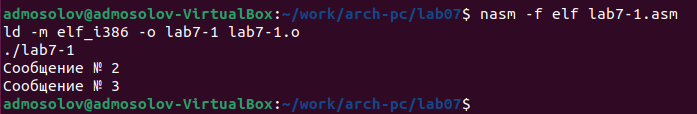 admosolov@admosolov-VirtualBox:~/work/arch-pc/lab07$ nasm -f elf lab7-1.asm
ld -m elf_i386 -o lab7-1 lab7-1.o
./lab7-1
Сообщение № 2
Сообщение № 3
admosolov@admosolov-VirtualBox:~/work/arch-pc/lab07$